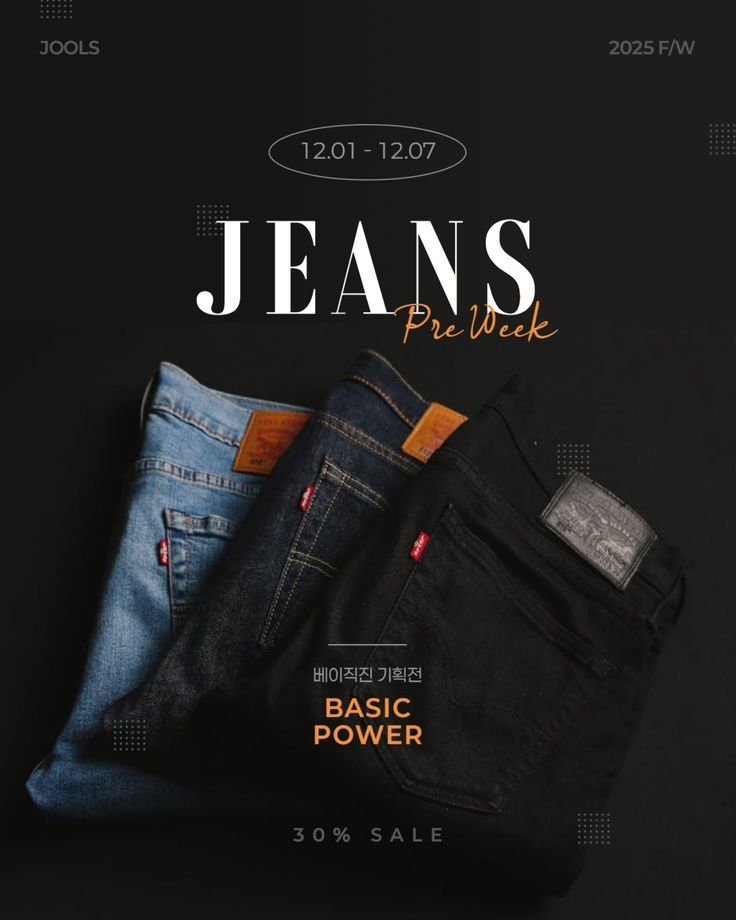 JOOLS
2025 F/W
12.01 - 12.07
JEANS
Pre Week
베이직진 기획전
BASIC
POWER
30% SALE